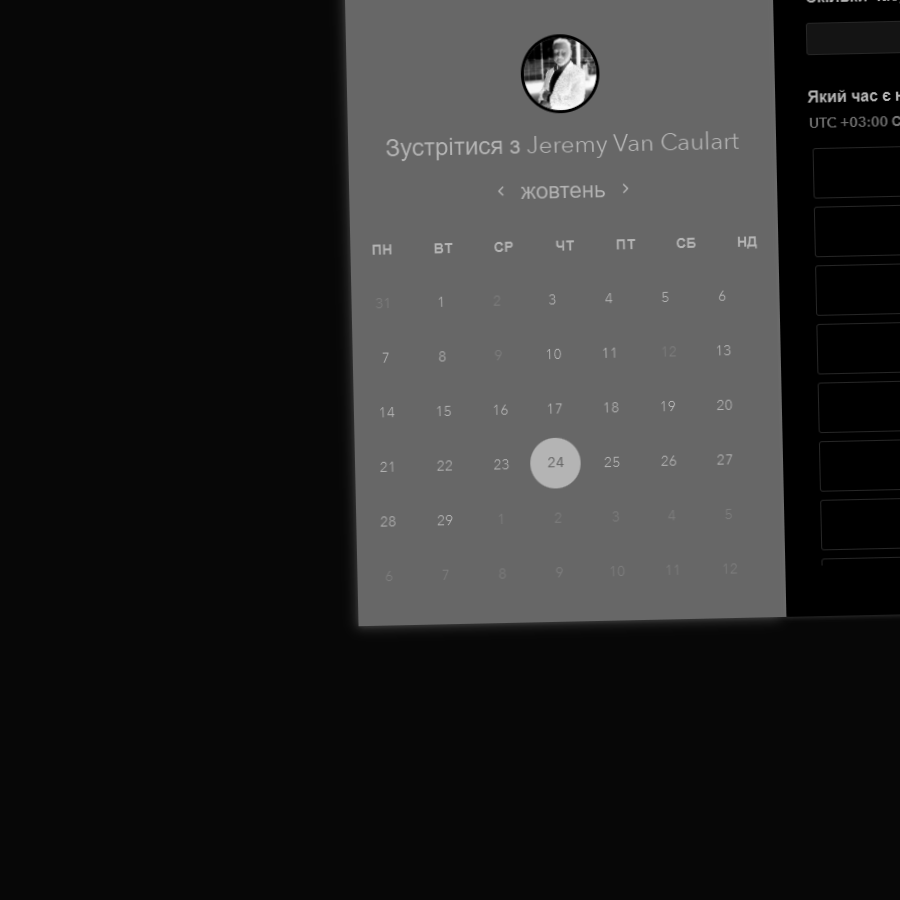 Зустрітися з Jeremy Van Caulart
жовтень
ПН ВТ СР ЧТ ПТ СБ НД
31 1 2 3 4 5 6
7 8 9 10 11 12 13
14 15 16 17 18 19 20
21 22 23 24 25 26 27
28 29 1 2 3 4 5
6 7 8 9 10 11 12
Який час є
UTC +03:00